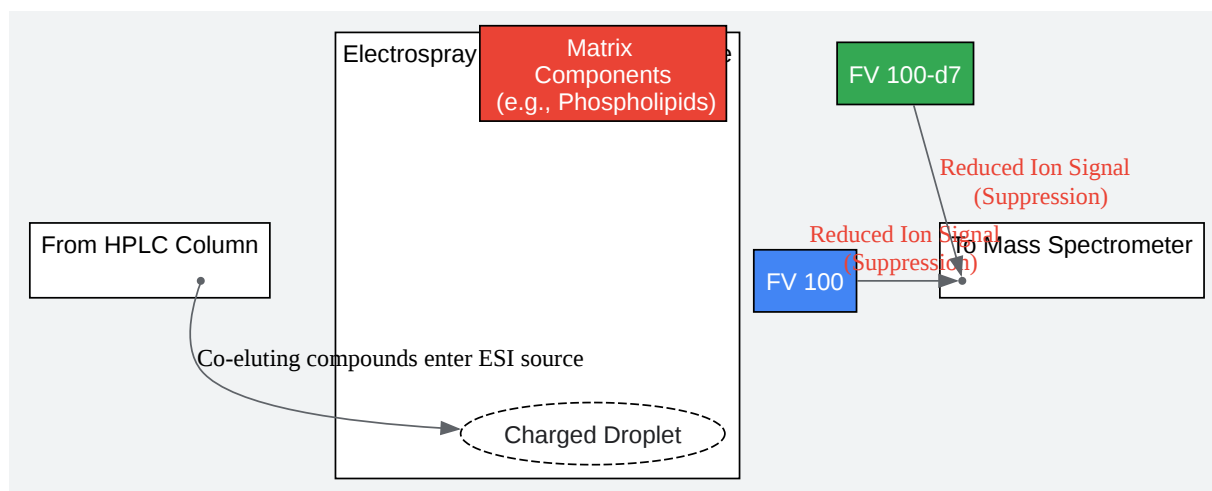 Electrospray
Matrix
Components
(e.g., Phospholipids)
FV 100-d7
Reduced Ion Signal
(Suppression)
From HPLC Column
Reduced Ion Signal
(Suppression)
To Mass Spectrometer
FV 100
Co-eluting compounds enter ESI source
Charged Droplet